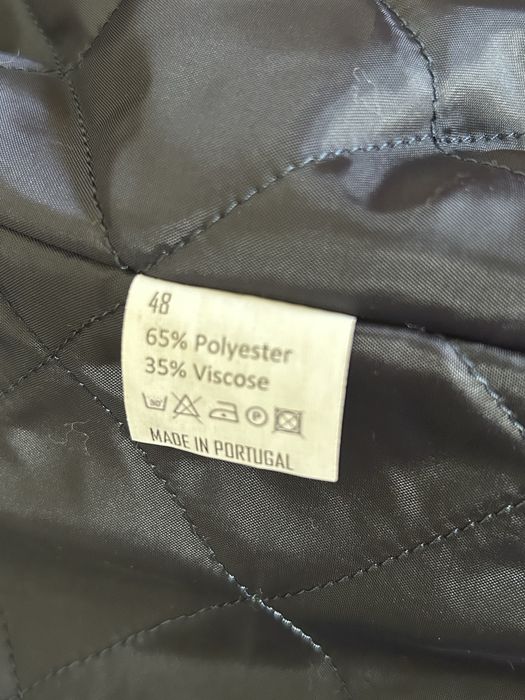 48
65% Polyester
35% Viscose
P
MADE IN PORTUGAL